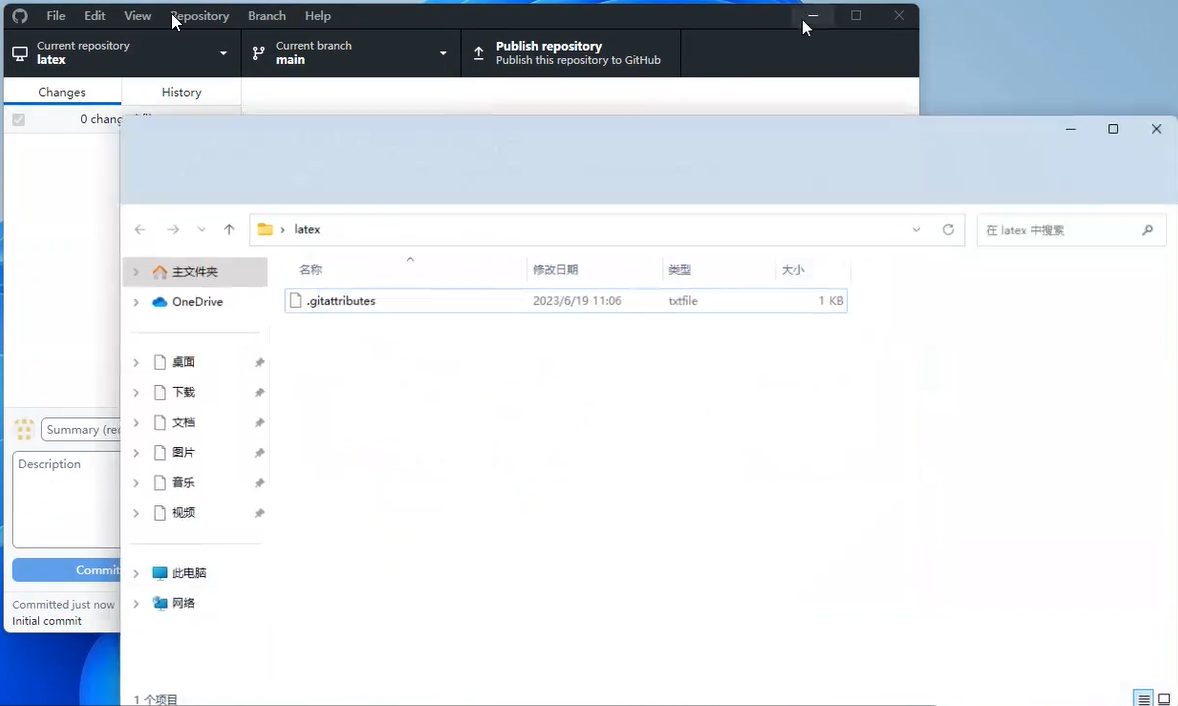 File Edit View Repository Branch Help
Current repository
latex
Current branch
main
Publish repository
Publish this repository to GitHub
Changes
History
0 chang
latex
在 latex 中搜索
主文件夹
OneDrive
桌面
下载
文档
图片
音乐
视频
此电脑
网络
名称 修改日期 类型 大小
.gitattributes 2023/6/19 11:06 txtfile 1 KB
Summary (re
Description
Commit
Committed just now
Initial commit
1 个项目